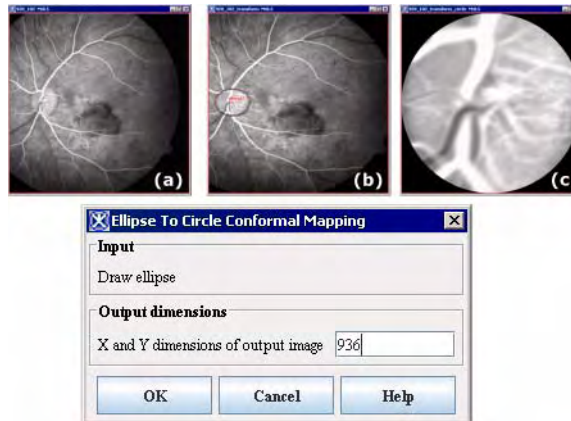 (a)
(b)
(c)
Ellipse To Circle Conformal Mapping
Input
Draw ellipse
Output dimensions
X and Y dimensions of output image 936
OK Cancel Help